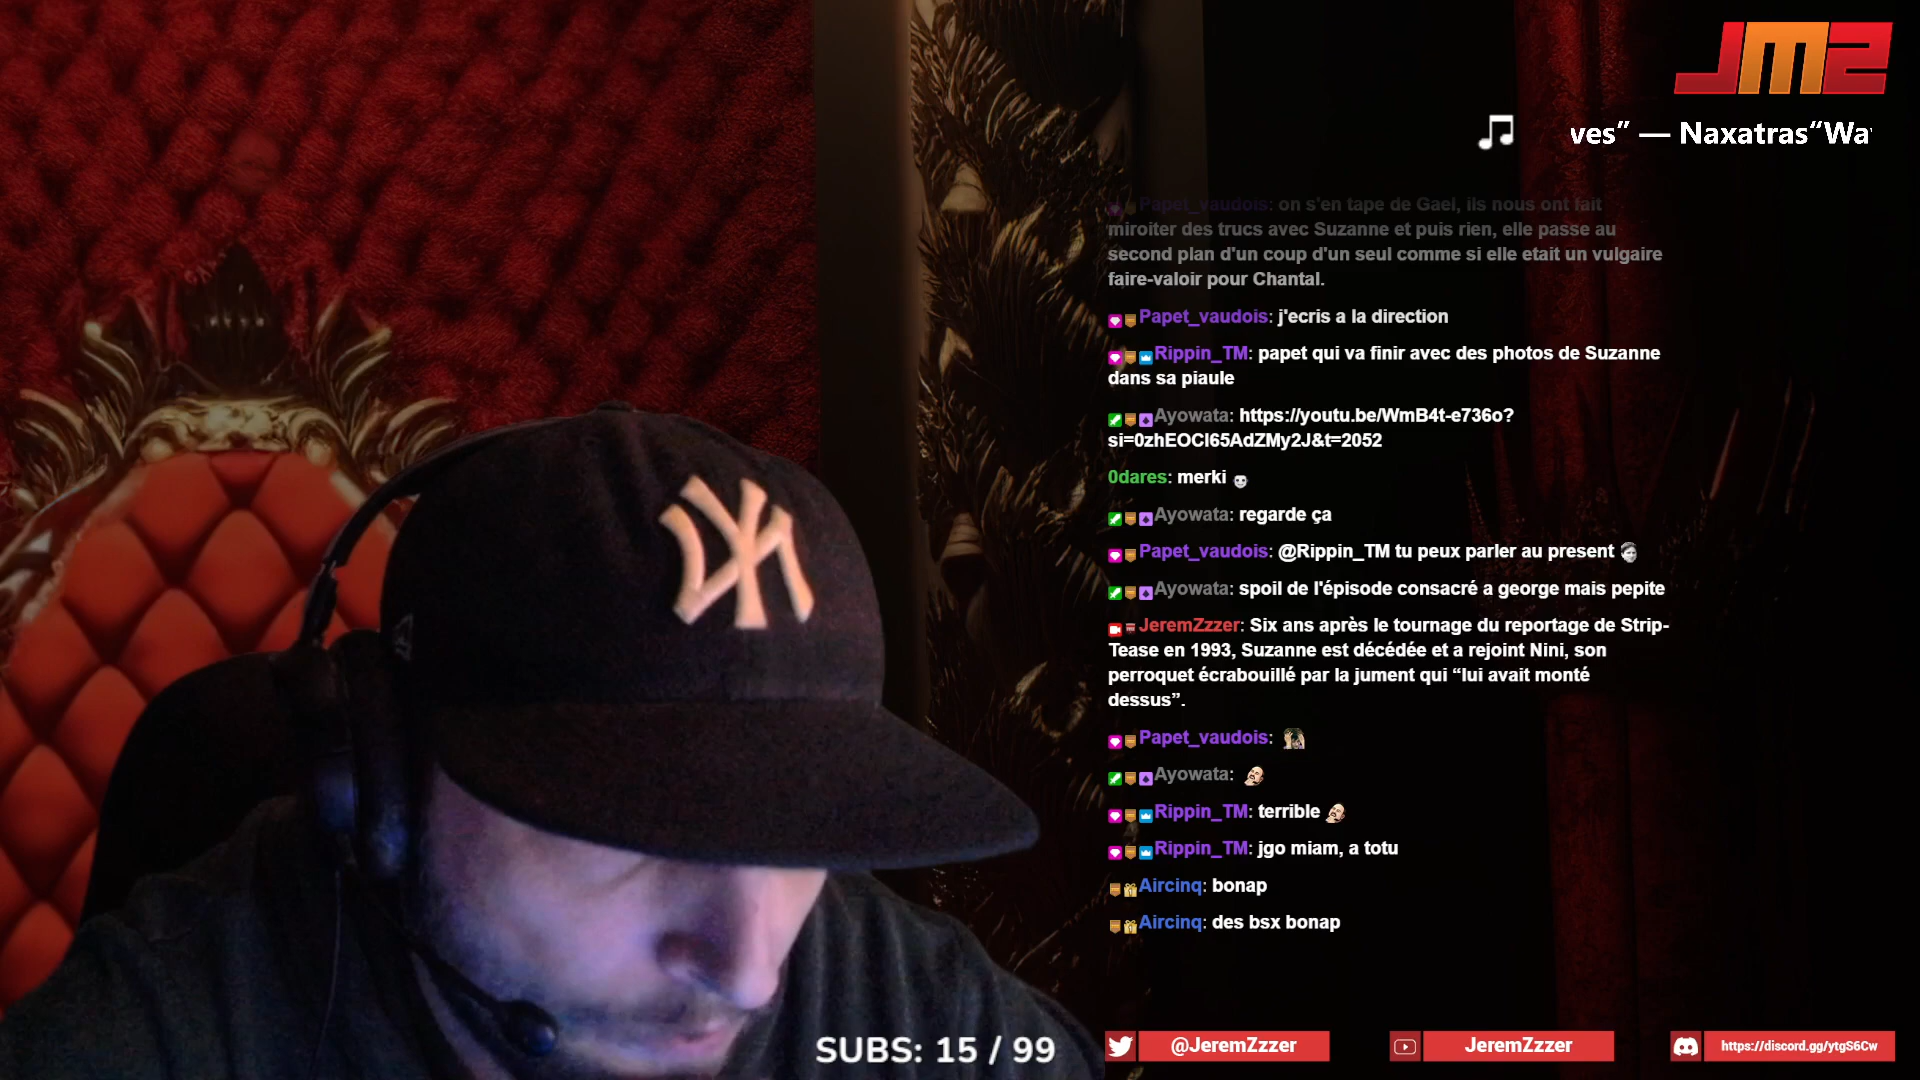 JMZ
ves” — Naxatras“Wa
Papet_vaudois: on s'en tape de Gael, ils nous ont fait
miroiter des trucs avec Suzanne et puis rien, elle passe au
second plan d'un coup d'un seul comme si elle etait un vulgaire
faire-valoir pour Chantal.
Papet_vaudois: j'ecris a la direction
Rippin_TM: papet qui va finir avec des photos de Suzanne
dans sa piaule
Ayowata: https://youtu.be/WmB4t-e736o?
si=0zhEOCI65AdZMy2J&t=2052
0dares: merki
Ayowata: regarde ça
Papet_vaudois: @Rippin_TM tu peux parler au present
Ayowata: spoil de l'épisode consacré a george mais pepite
JeremZzzer: Six ans après le tournage du reportage de Strip-
Tease en 1993, Suzanne est décédée et a rejoint Nini, son
perroquet écrabouillé par la jument qui “lui avait monté
dessus”.
Papet_vaudois:
Ayowata:
Rippin_TM: terrible
Rippin_TM: jgo miam, a totu
Aircinq: bonap
Aircinq: des bsx bonap
NY
SUBS: 15 / 99
@JeremZzzer
JeremZzzer
https://discord.gg/ytgS6Cw